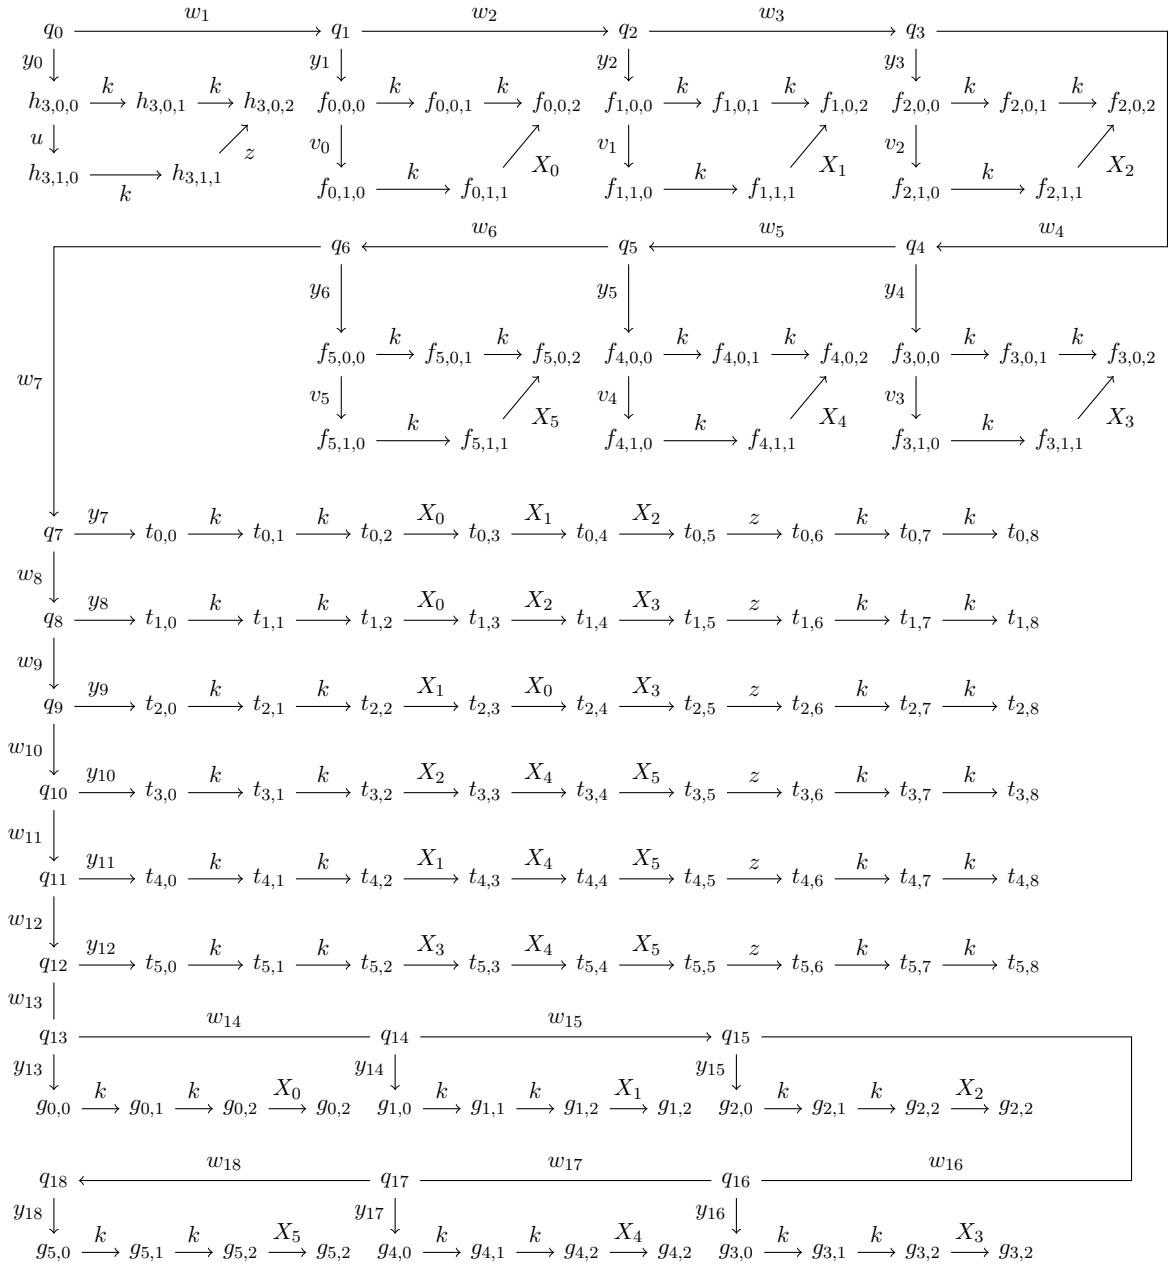 w_1 w_2 w_3
q_0 q_1 q_2 q_3
y_0 y_1 y_2 y_3
k k k k k k k k
h_{3,0,0} h_{3,0,1} h_{3,0,2} f_{0,0,0} f_{0,0,1} f_{0,0,2} f_{1,0,0} f_{1,0,1} f_{1,0,2} f_{2,0,0} f_{2,0,1} f_{2,0,2}
u z v_0 X_0 v_1 X_1 v_2 X_2
h_{3,1,0} k h_{3,1,1} f_{0,1,0} k f_{0,1,1} f_{1,1,0} k f_{1,1,1} f_{2,1,0} k f_{2,1,1}
w_6 w_5 w_4
q_6 q_5 q_4
y_6 y_5 y_4
k k k k k k
f_{5,0,0} f_{5,0,1} f_{5,0,2} f_{4,0,0} f_{4,0,1} f_{4,0,2} f_{3,0,0} f_{3,0,1} f_{3,0,2}
w_7 v_5 X_5 v_4 X_4 v_3 X_3
f_{5,1,0} k f_{5,1,1} f_{4,1,0} k f_{4,1,1} f_{3,1,0} k f_{3,1,1}
y_7 k k X_0 X_1 X_2 z k k
q_7 t_{0,0} t_{0,1} t_{0,2} t_{0,3} t_{0,4} t_{0,5} t_{0,6} t_{0,7} t_{0,8}
w_8 y_8 k k X_0 X_2 X_3 z k k
q_8 t_{1,0} t_{1,1} t_{1,2} t_{1,3} t_{1,4} t_{1,5} t_{1,6} t_{1,7} t_{1,8}
w_9 y_9 k k X_1 X_0 X_3 z k k
q_9 t_{2,0} t_{2,1} t_{2,2} t_{2,3} t_{2,4} t_{2,5} t_{2,6} t_{2,7} t_{2,8}
w_{10} y_{10} k k X_2 X_4 X_5 z k k
q_{10} t_{3,0} t_{3,1} t_{3,2} t_{3,3} t_{3,4} t_{3,5} t_{3,6} t_{3,7} t_{3,8}
w_{11} y_{11} k k X_1 X_4 X_5 z k k
q_{11} t_{4,0} t_{4,1} t_{4,2} t_{4,3} t_{4,4} t_{4,5} t_{4,6} t_{4,7} t_{4,8}
w_{12} y_{12} k k X_3 X_4 X_5 z k k
q_{12} t_{5,0} t_{5,1} t_{5,2} t_{5,3} t_{5,4} t_{5,5} t_{5,6} t_{5,7} t_{5,8}
w_{13} w_{14} w_{15}
q_{13} q_{14} q_{15}
y_{13} y_{14} y_{15}
k k X_0 k k X_1 k k X_2
g_{0,0} g_{0,1} g_{0,2} g_{0,2} g_{1,0} g_{1,1} g_{1,2} g_{1,2} g_{2,0} g_{2,1} g_{2,2} g_{2,2}
w_{18} w_{17} w_{16}
q_{18} q_{17} q_{16}
y_{18} y_{17} y_{16}
k k X_5 k k X_4 k k X_3
g_{5,0} g_{5,1} g_{5,2} g_{5,2} g_{4,0} g_{4,1} g_{4,2} g_{4,2} g_{3,0} g_{3,1} g_{3,2} g_{3,2}